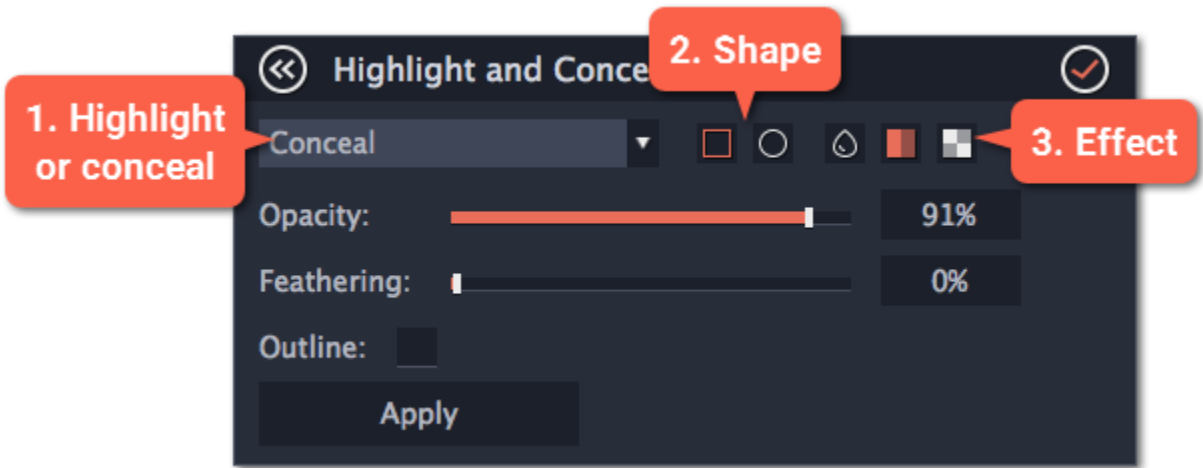 Highlight and Conce
2. Shape
1. Highlight
or conceal
Conceal
3. Effect
Opacity:
91%
Feathering:
0%
Outline:
Apply